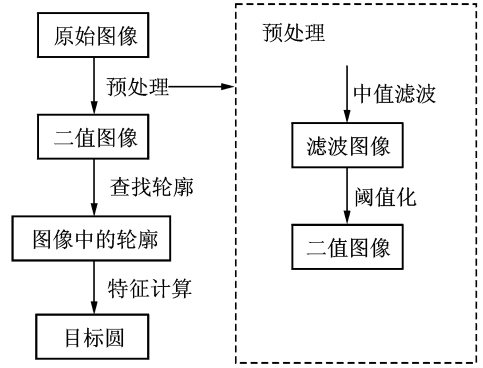 原始图像
预处理
二值图像
查找轮廓
图像中的轮廓
特征计算
目标圆
预处理
中值滤波
滤波图像
阈值化
二值图像